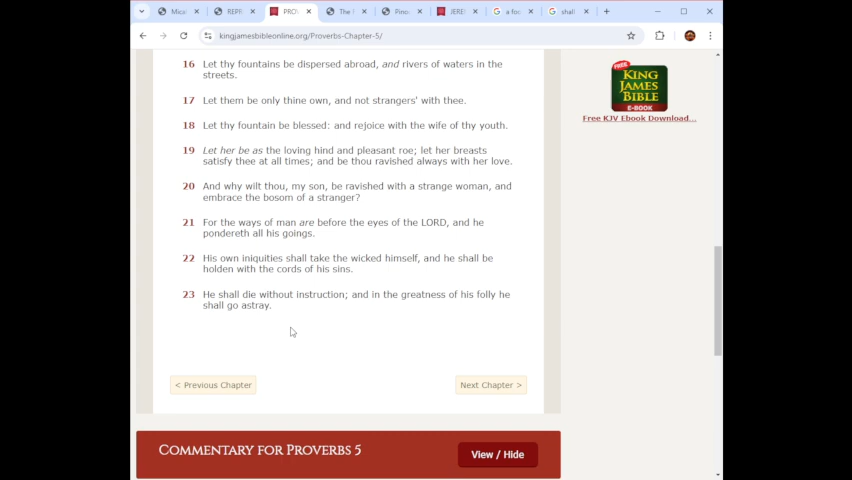 Mico
REPH
PROV
The I
Pino
JERE
a foc
shall
kingjamesbibleonline.org/Proverbs-Chapter-5/
16 Let thy fountains be dispersed abroad, and rivers of waters in the
streets.
17 Let them be only thine own, and not strangers' with thee.
18 Let thy fountain be blessed: and rejoice with the wife of thy youth.
19 Let her be as the loving hind and pleasant roe; let her breasts
satisfy thee at all times; and be thou ravished always with her love.
20 And why wilt thou, my son, be ravished with a strange woman, and
embrace the bosom of a stranger?
21 For the ways of man are before the eyes of the LORD, and he
pondereth all his goings.
22 His own iniquities shall take the wicked himself, and he shall be
holden with the cords of his sins.
23 He shall die without instruction; and in the greatness of his folly he
shall go astray.
< Previous Chapter
Next Chapter >
Commentary for Proverbs 5
View / Hide
FREE
KING
JAMES
BIBLE
E-BOOK
Free KJV Ebook Download...